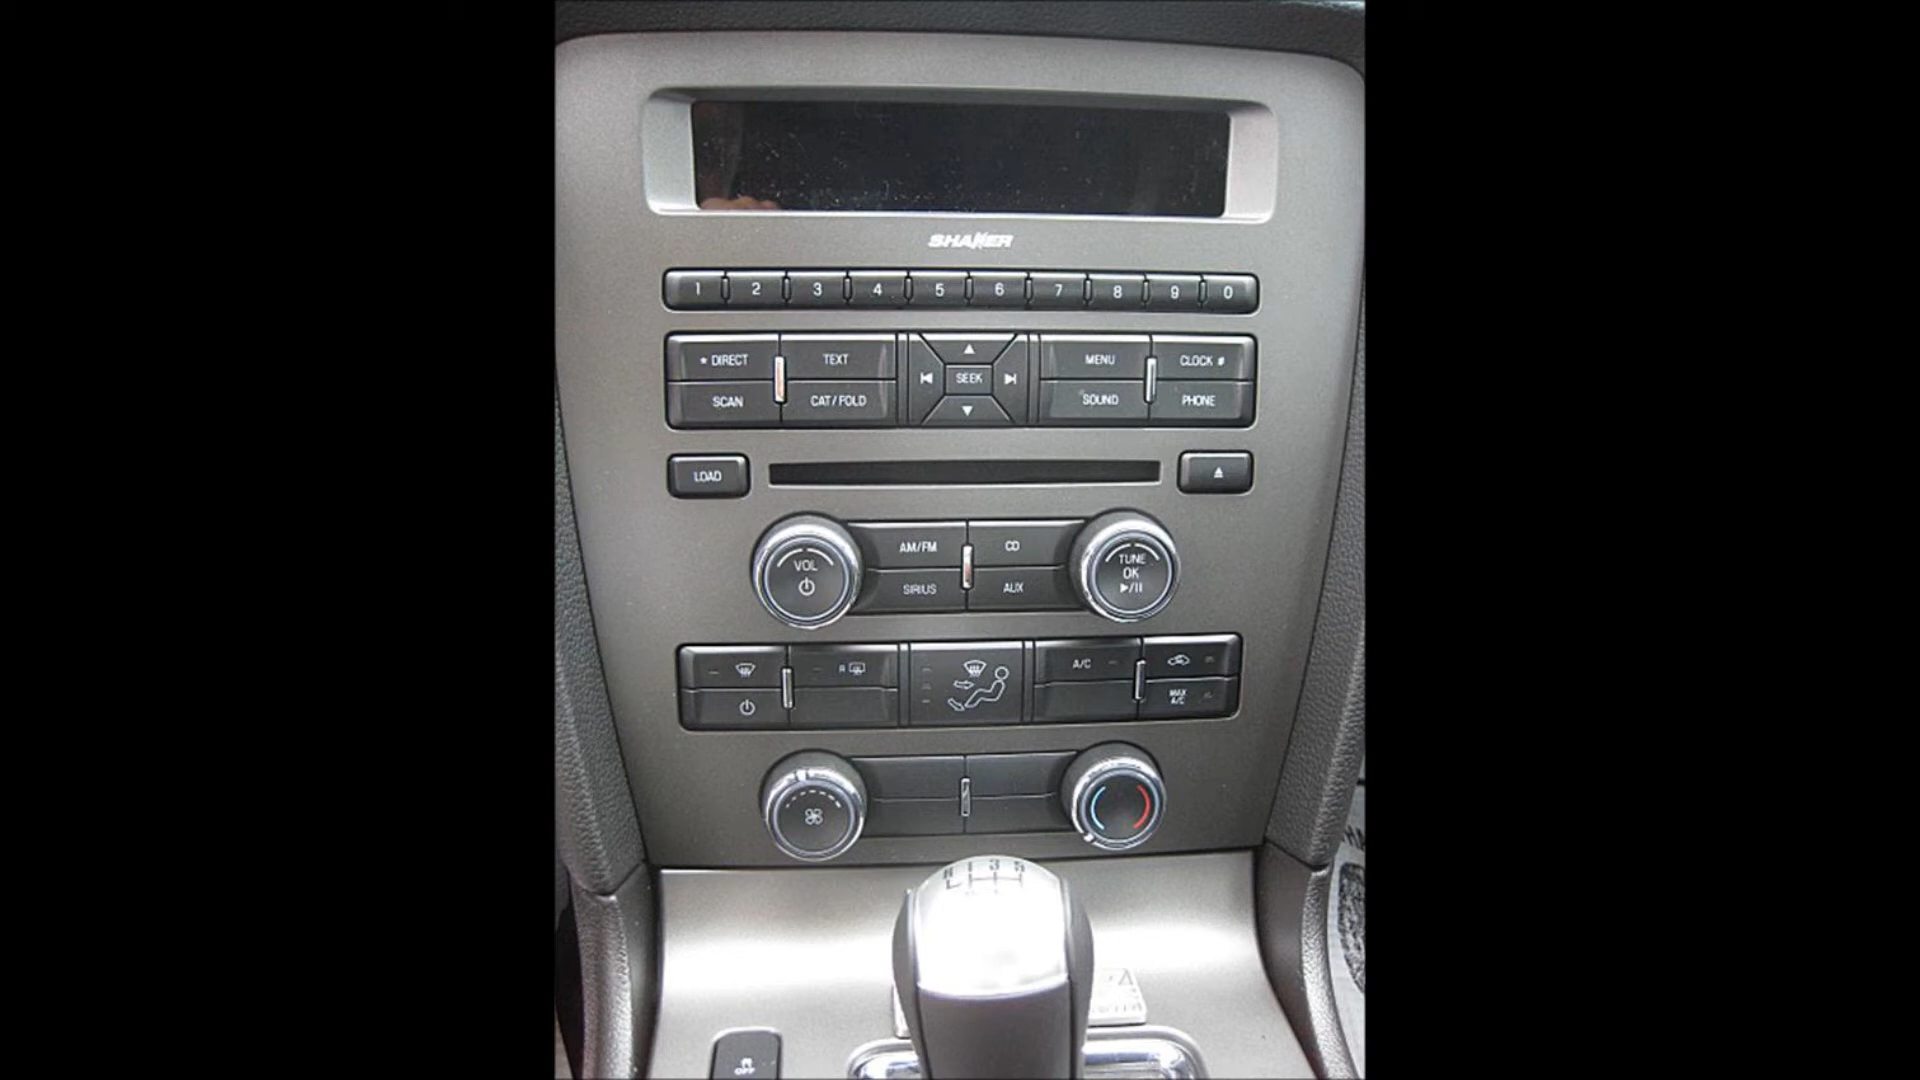 SHAKER
1 2 3 4 5 6 7 8 9 0
* DIRECT TEXT MENU CLOCK #
SEEK
SCAN CAT/FOLD SOUND PHONE
LOAD
VOL AM/FM CD TUNE
OK
SIRIUS AUX
R A/C
MAX
A/C
OFF